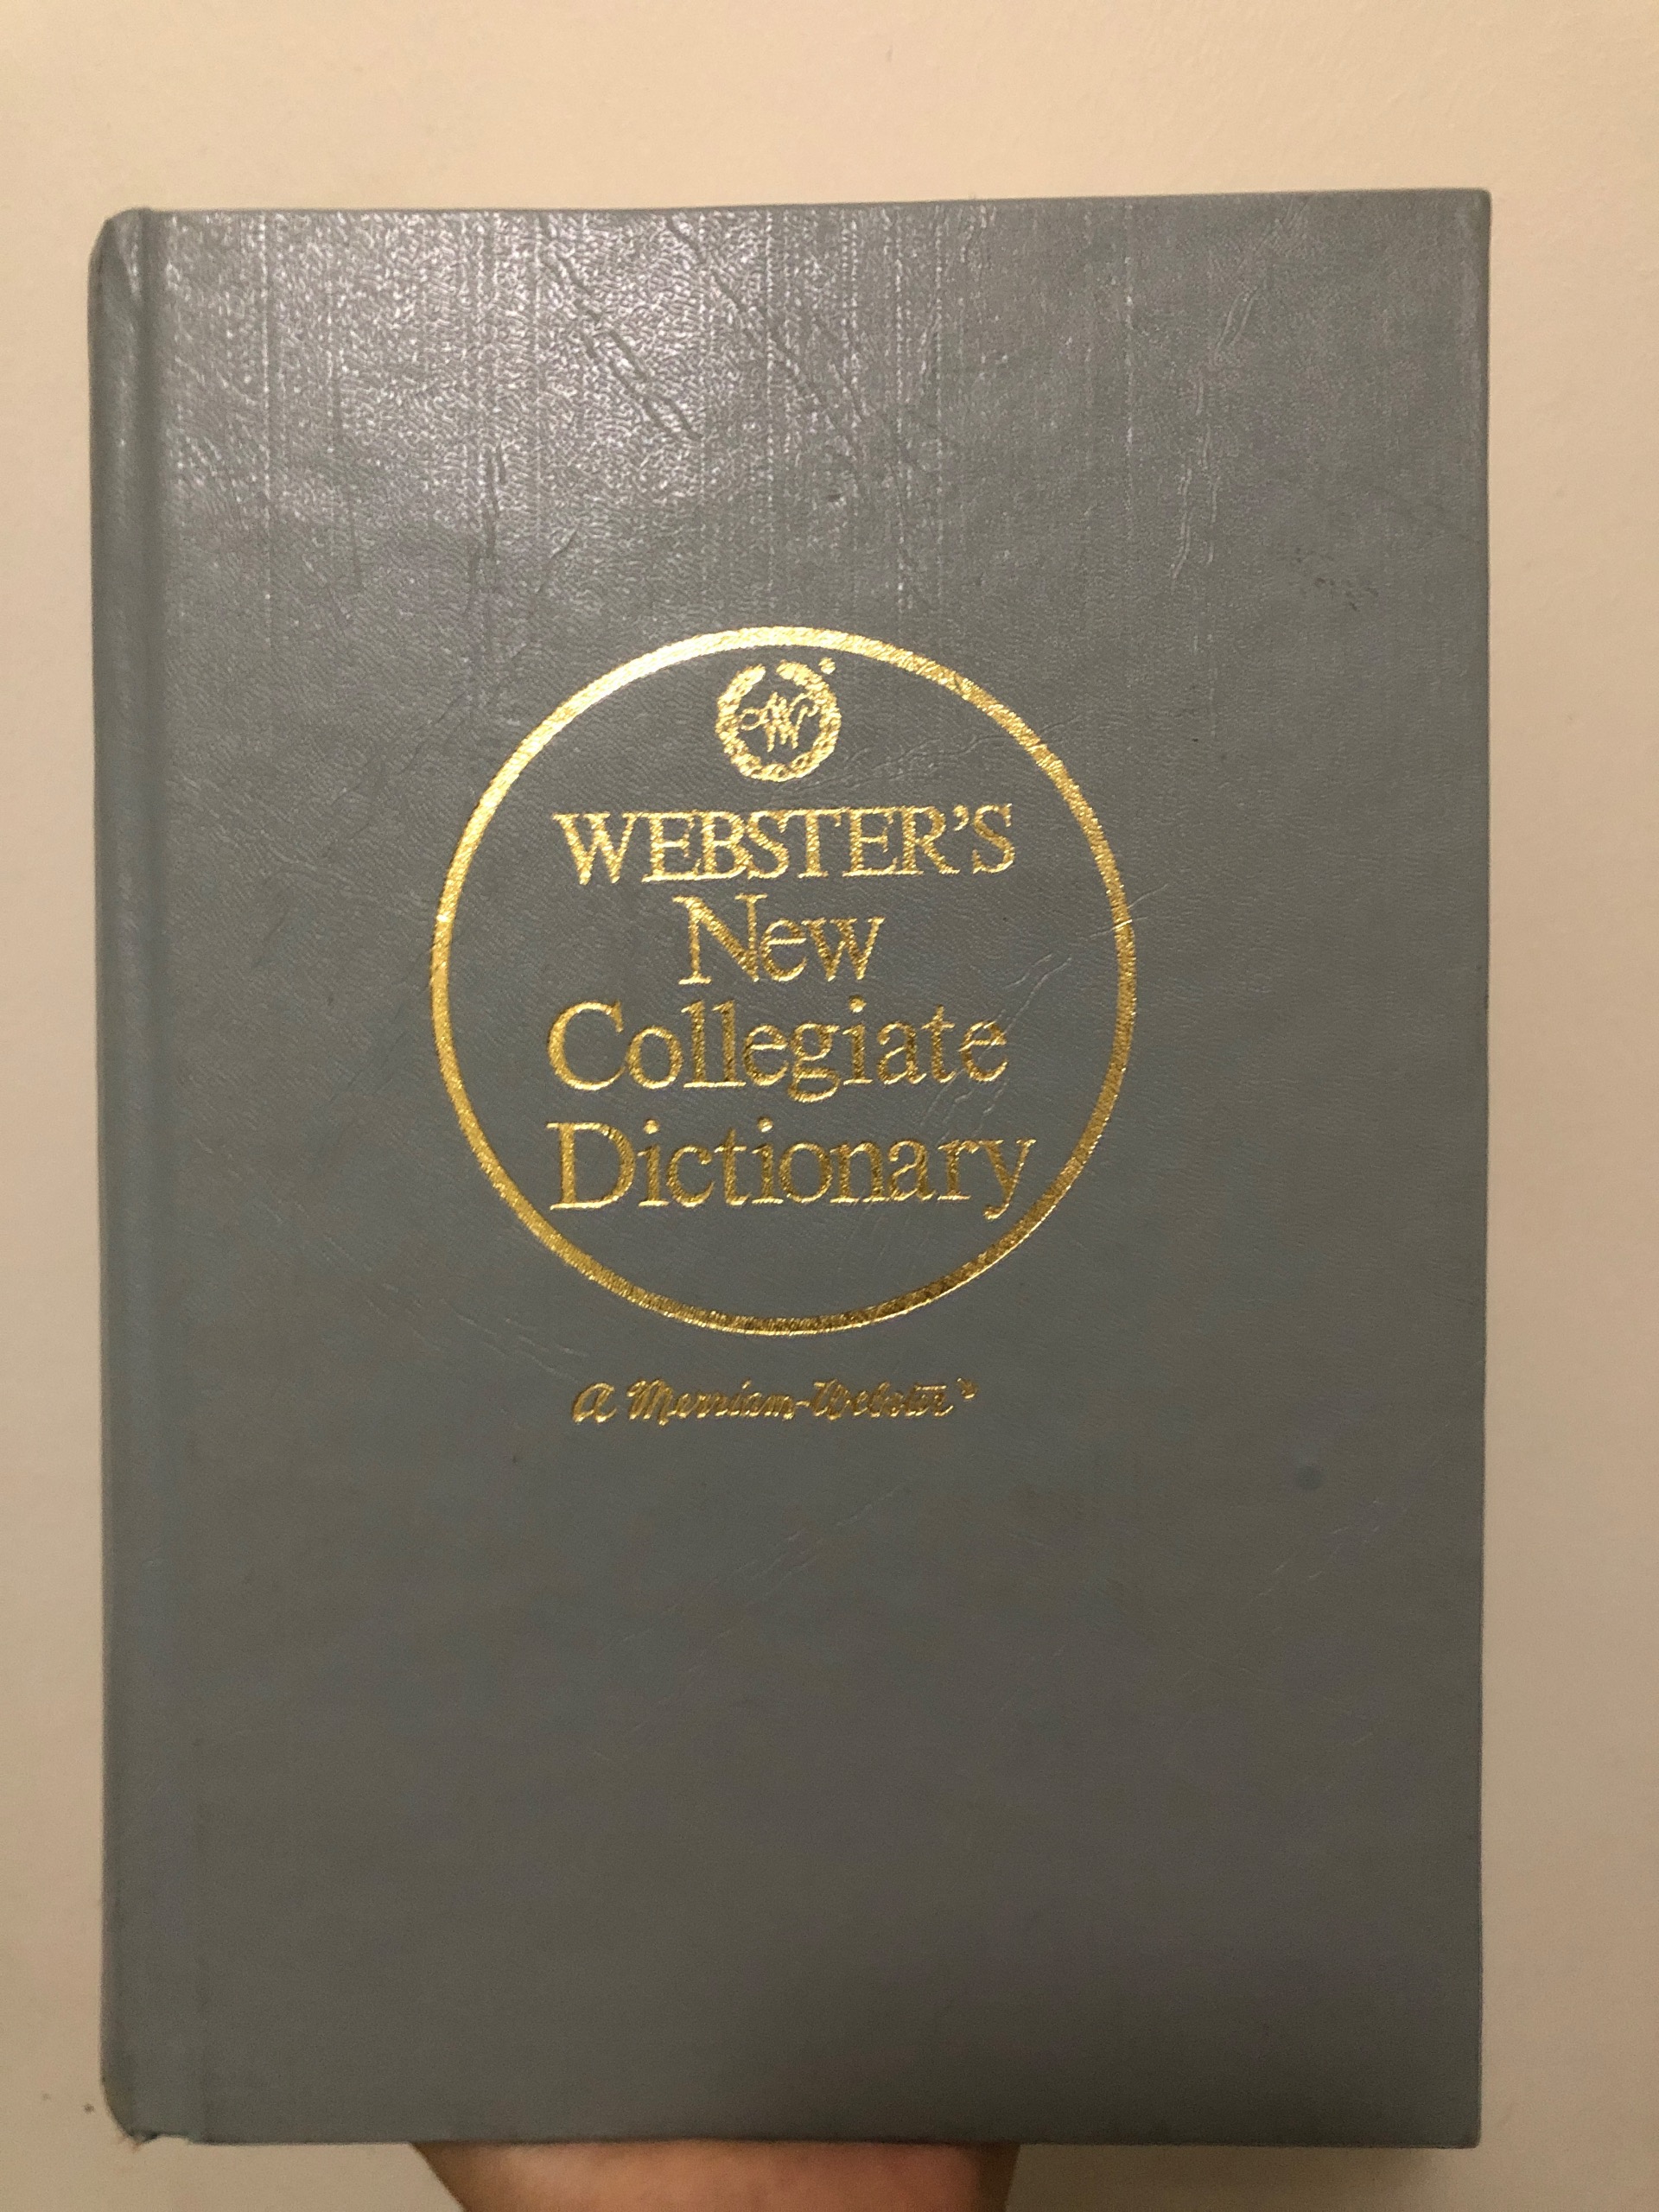 WEBSTER'S
New
Collegiate
Dictionary
a Merriam-Webster